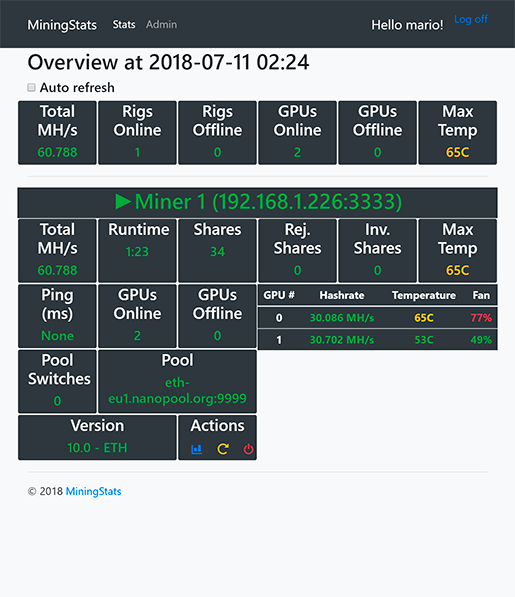 MiningStats Stats Admin Hello mario! Log off
Overview at 2018-07-11 02:24
Auto refresh
Total MH/s
60.788
Rigs Online
1
Rigs Offline
0
GPUs Online
2
GPUs Offline
0
Max Temp
65C
Miner 1 (192.168.1.226:3333)
Total MH/s
60.788
Runtime
1:23
Shares
34
Rej. Shares
0
Inv. Shares
0
Max Temp
65C
Ping (ms)
None
GPUs Online
2
GPUs Offline
0
GPU # Hashrate Temperature Fan
0 30.086 MH/s 65C 77%
1 30.702 MH/s 53C 49%
Pool Switches
0
Pool
eth-
eu1.nanopool.org:9999
Version
10.0 - ETH
Actions
© 2018 MiningStats